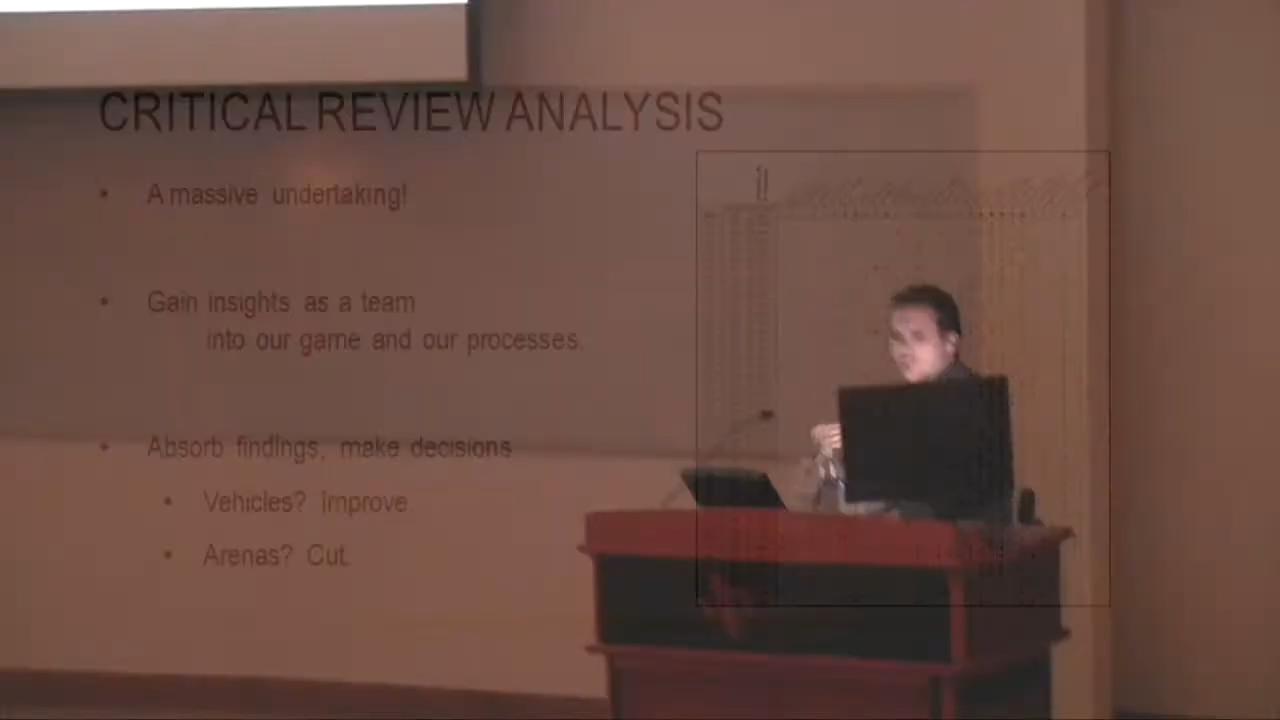 CRITICAL REVIEW ANALYSIS
• A massive undertaking!
• Gain insights as a team
into our game and our processes.
• Absorb findings, make decisions
• Vehicles? Improve
• Arenas? Cut.